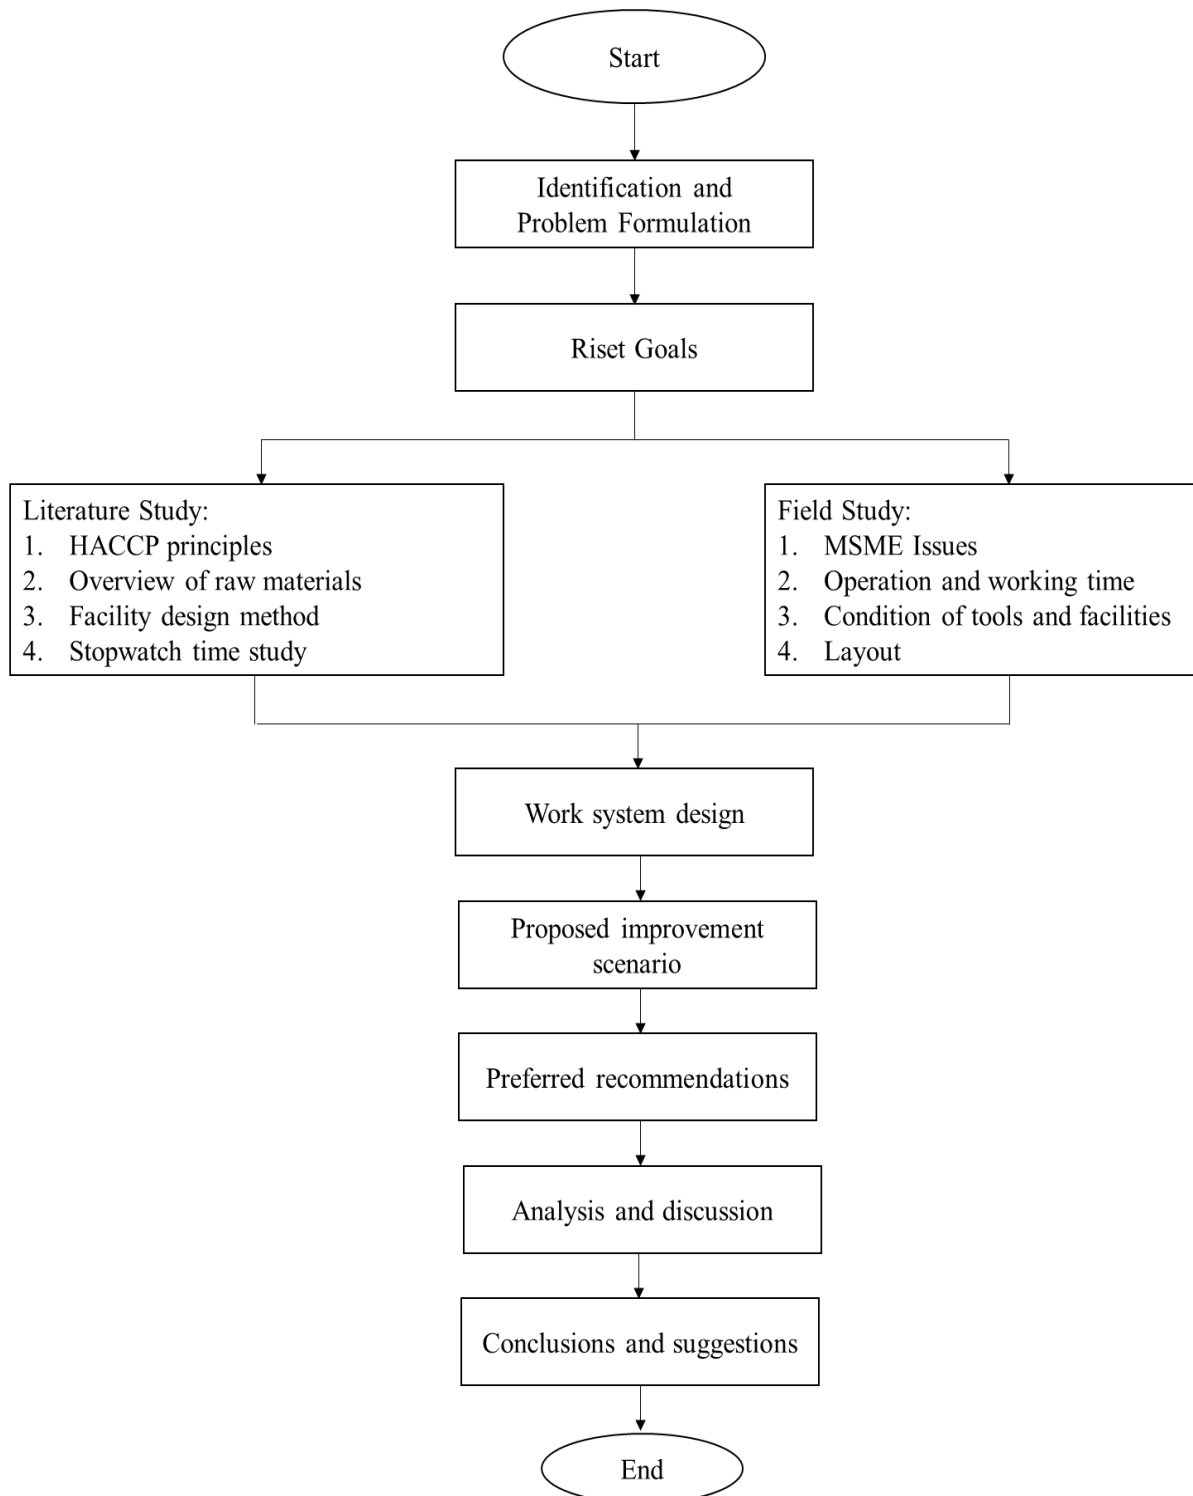 Start
Identification and
Problem Formulation
Riset Goals
Literature Study:
1. HACCP principles
2. Overview of raw materials
3. Facility design method
4. Stopwatch time study
Field Study:
1. MSME Issues
2. Operation and working time
3. Condition of tools and facilities
4. Layout
Work system design
Proposed improvement
scenario
Preferred recommendations
Analysis and discussion
Conclusions and suggestions
End